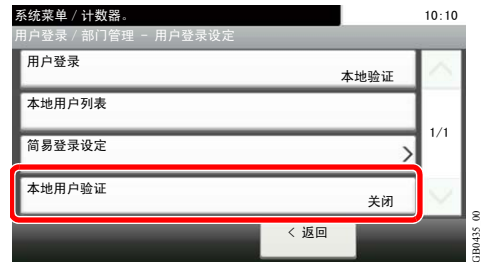 系统菜单 / 计数器。
10:10
用户登录 / 部门管理 - 用户登录设定
用户登录
本地验证
本地用户列表
简易登录设定
1/1
本地用户验证
关闭
< 返回
GB0435_00